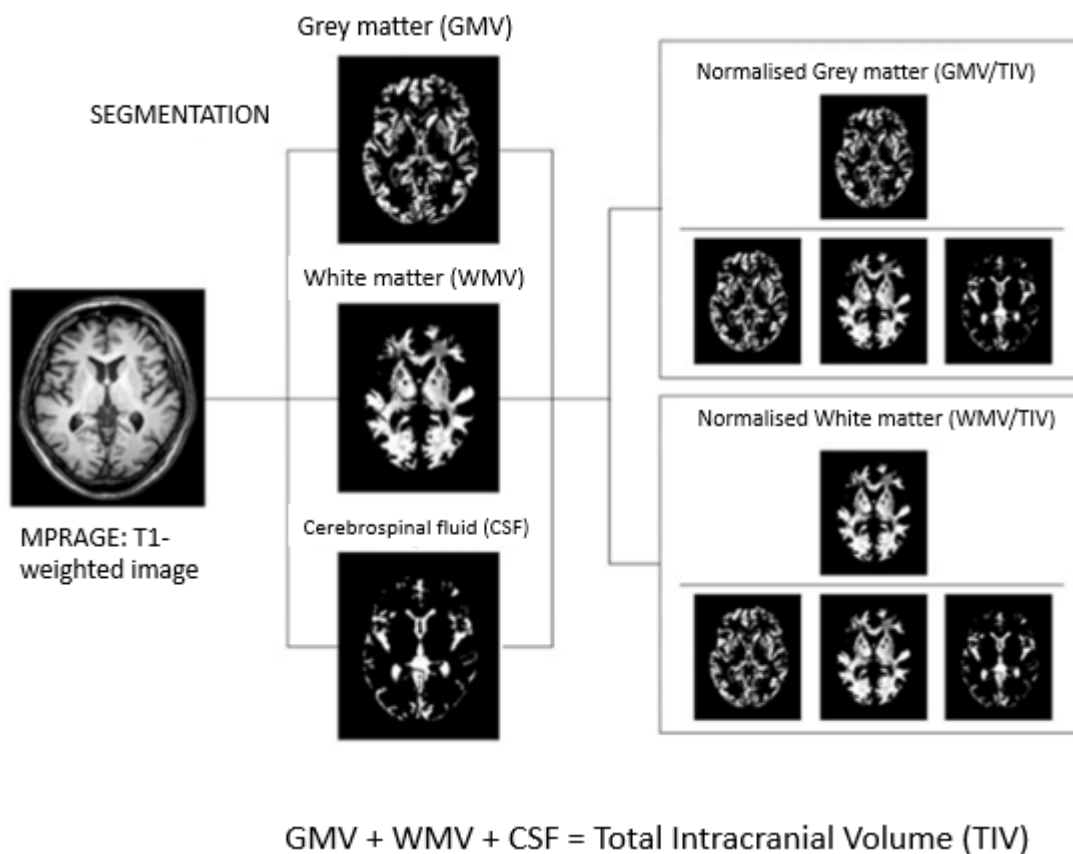 Grey matter (GMV)
SEGMENTATION
White matter (WMV)
Cerebrospinal fluid (CSF)
MPRAGE: T1-
weighted image
Normalised Grey matter (GMV/TIV)
Normalised White matter (WMV/TIV)
GMV + WMV + CSF = Total Intracranial Volume (TIV)